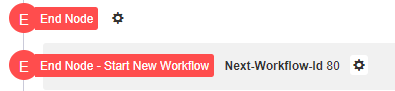 E End Node
E End Node - Start New Workflow Next-Workflow-Id 80